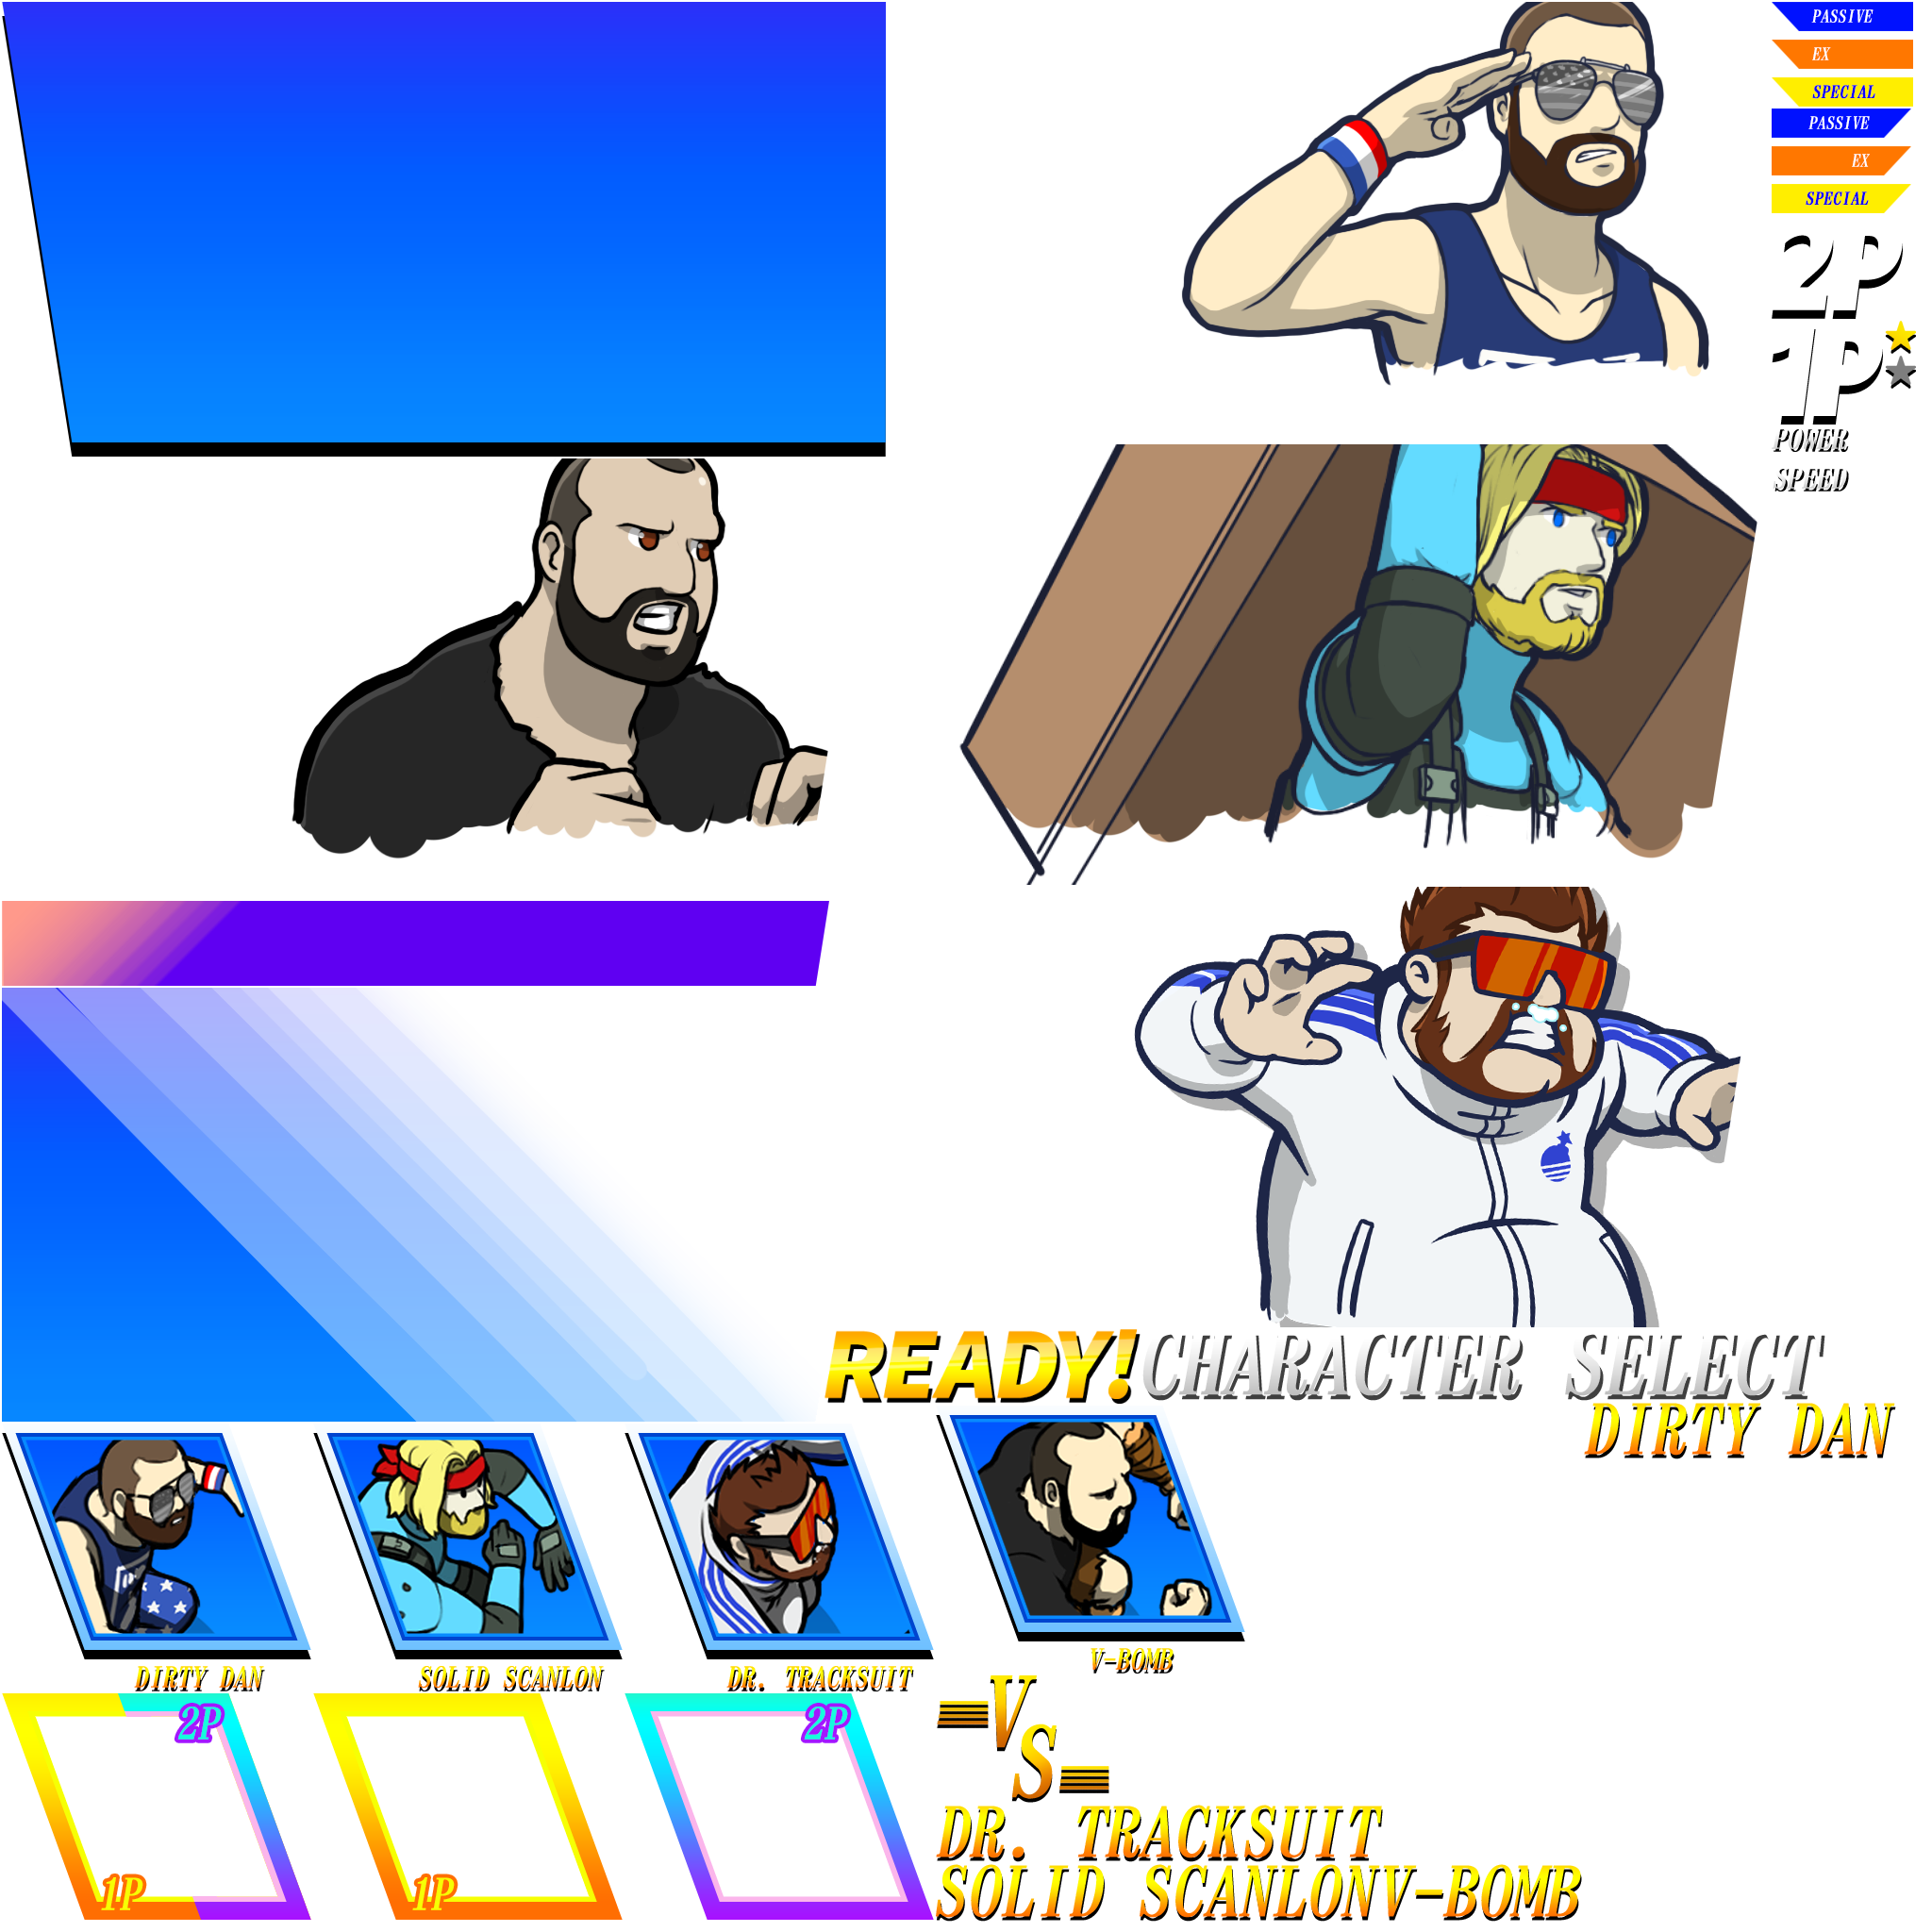 PASSIVE
EX
SPECIAL
PASSIVE
EX
SPECIAL
2P
1P
POWER
SPEED
READY!
CHARACTER SELECT
DIRTY DAN
DIRTY DAN
SOLID SCANLON
DR. TRACKSUIT
V-BOMB
2P
1P
1P
2P
VS
DR. TRACKSUIT
SOLID SCANLON
V-BOMB